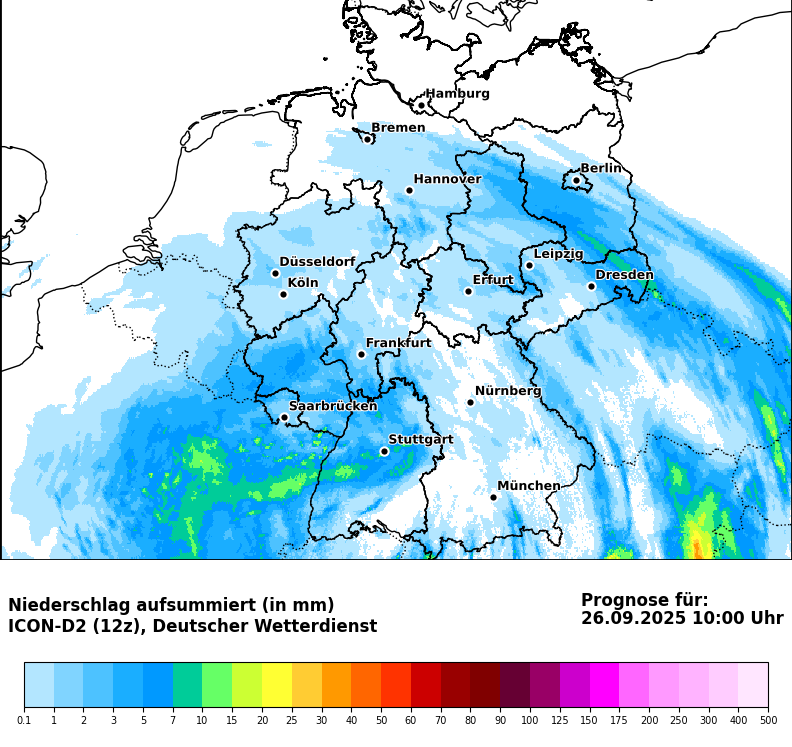 Hamburg
Bremen
Berlin
Hannover
Leipzig
Düsseldorf
Dresden
Erfurt
Köln
Frankfurt
Nürnberg
Saarbrücken
Stuttgart
München
Niederschlag aufsummiert (in mm)
ICON-D2 (12z), Deutscher Wetterdienst
Prognose für:
26.09.2025 10:00 Uhr
0.1 1 2 3 5 7 10 15 20 25 30 40 50 60 70 80 90 100 125 150 175 200 250 300 400 500